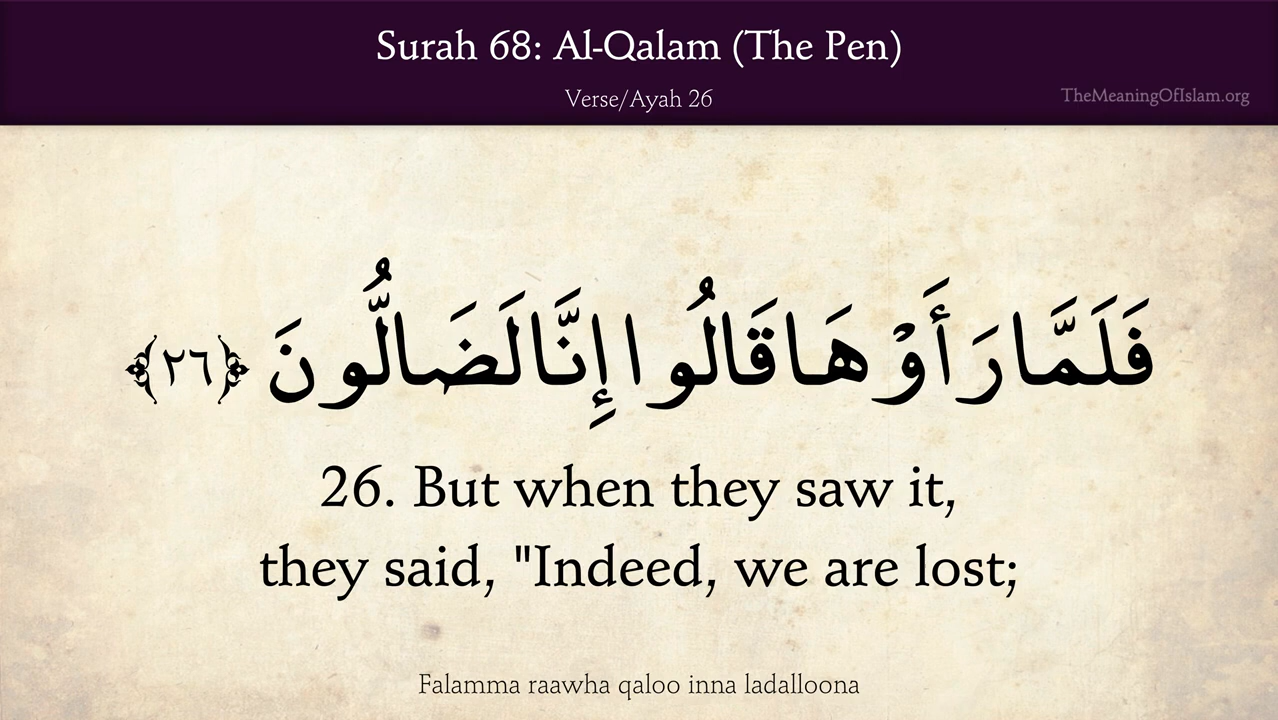 Surah 68: Al-Qalam (The Pen)
Verse/Ayah 26
TheMeaningOfIslam.org
فَلَمَّا رَأَوْهَا قَالُوا إِنَّا لَضَالُّونَ ﴿٢٦﴾
26. But when they saw it,
they said, "Indeed, we are lost;
Falamma raawha qaloo inna ladalloona